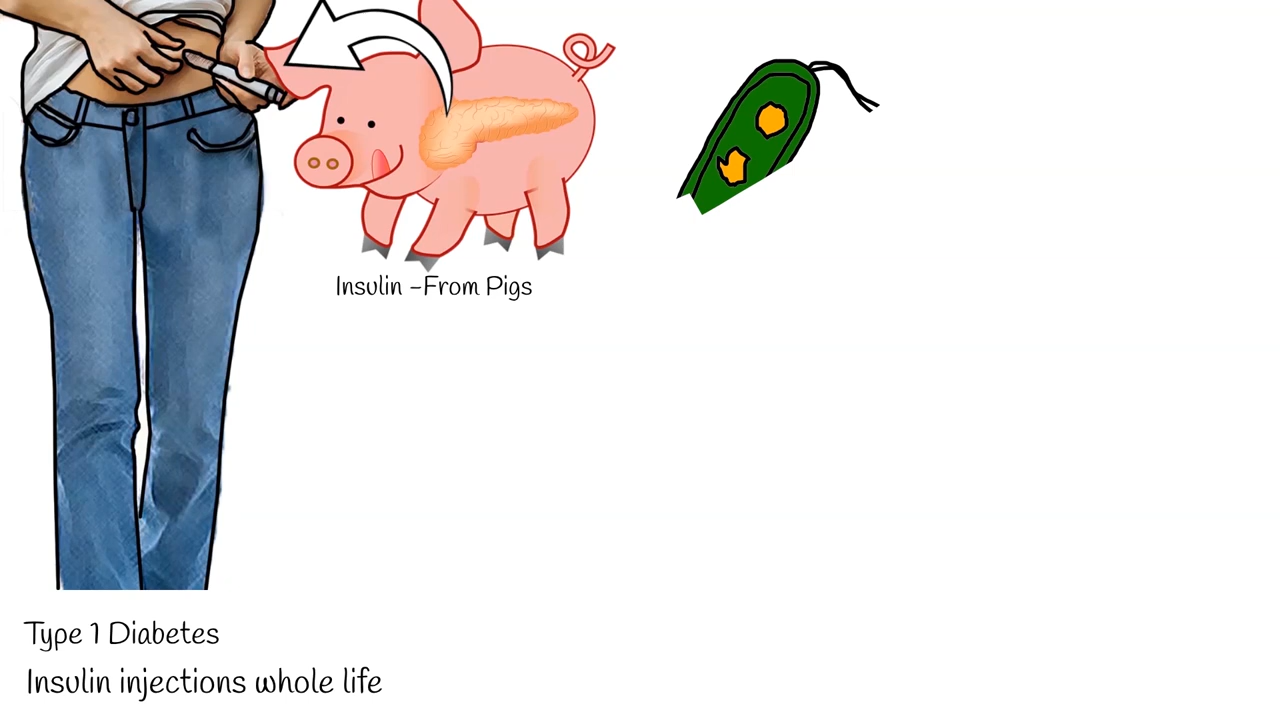 Insulin -From Pigs
Type 1 Diabetes
Insulin injections whole life